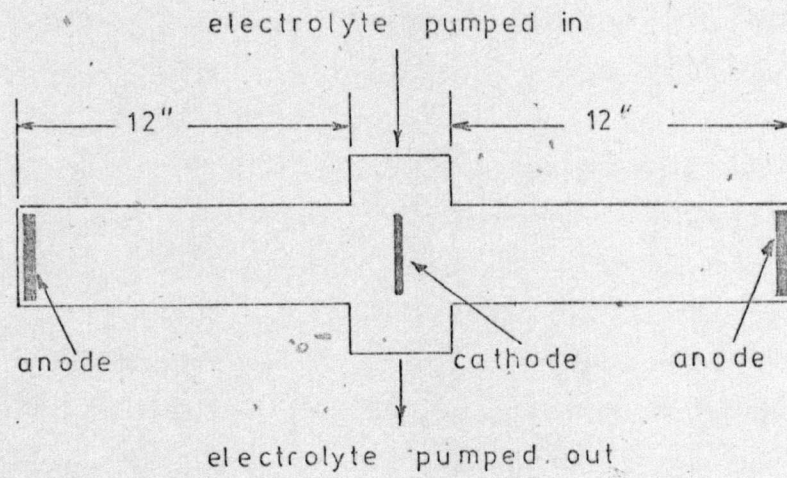 electrolyte pumped in
12"
12"
anode
cathode
anode
electrolyte pumped out